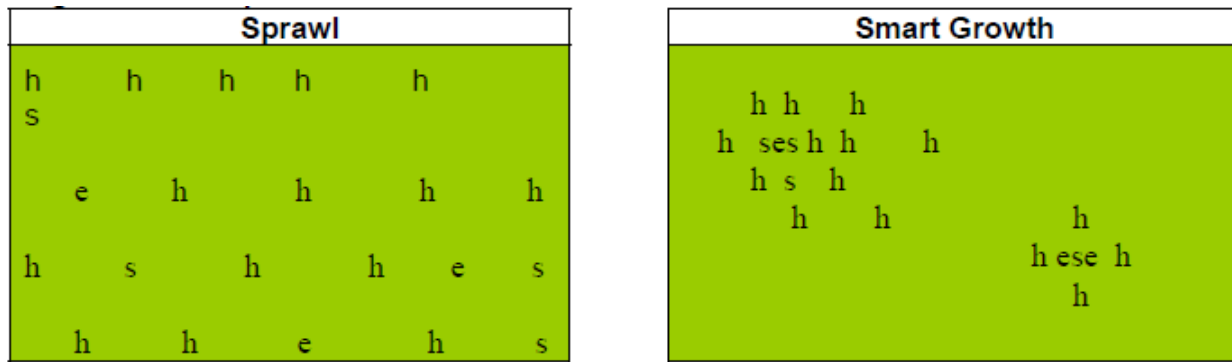 Sprawl
h h h h h
s
e h h h h
h s h h e s
h h e h s
Smart Growth
h h h
h ses h h h
h s h
h h h
h ese h
h